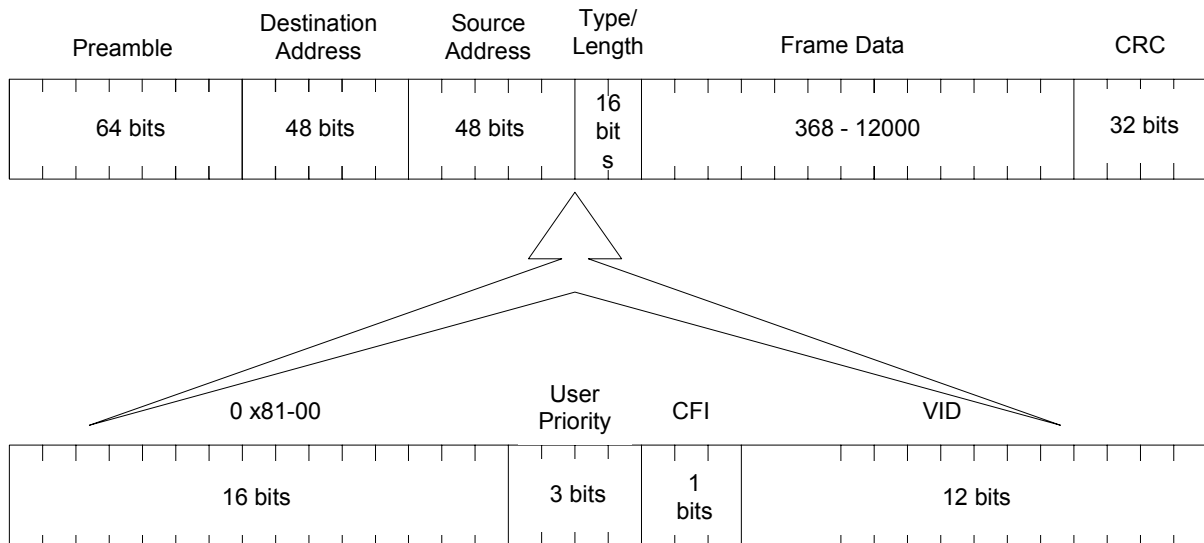 Preamble
Destination
Address
Source
Address
Type/
Length
Frame Data
CRC
64 bits
48 bits
48 bits
16
bit
s
368 - 12000
32 bits
0 x81-00
User
Priority
CFI
VID
16 bits
3 bits
1
bits
12 bits